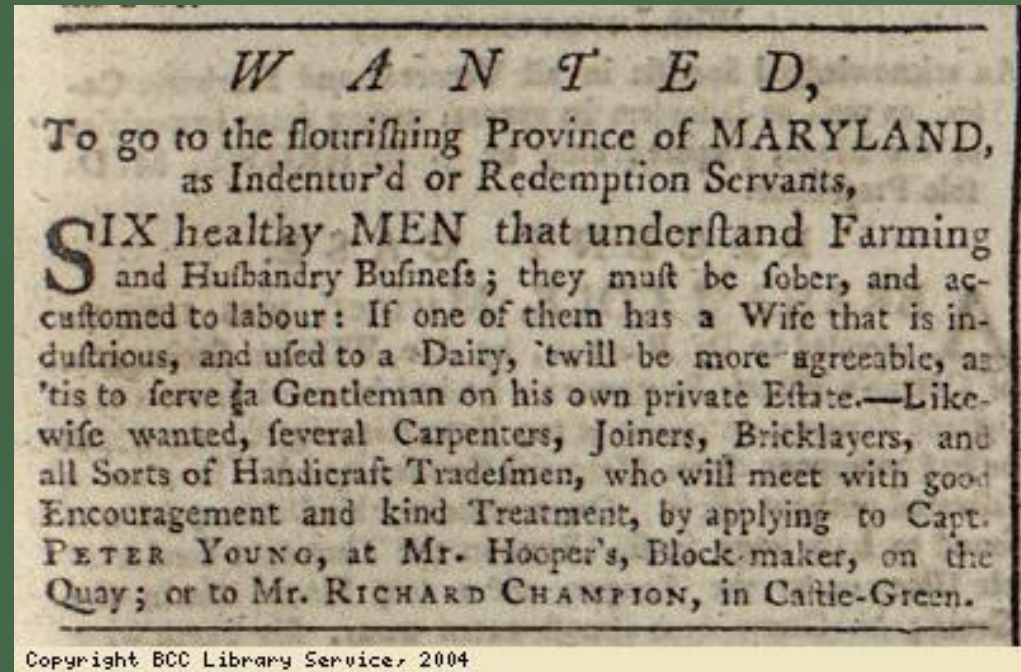 WANTED,
To go to the flouriſhing Province of MARYLAND,
as Indentur'd or Redemption Servants,
SIX healthy MEN that underſtand Farming
and Huſbandry Buſineſs; they muſt be ſober, and ac-
cuſtomed to labour: If one of them has a Wife that is in-
duſtrious, and uſed to a Dairy, 'twill be more agreeable, as
'tis to ſerve a Gentleman on his own private Eſtate.—Like-
wiſe wanted, ſeveral Carpenters, Joiners, Bricklayers, and
all Sorts of Handicraft Tradeſmen, who will meet with good
Encouragement and kind Treatment, by applying to Capt.
PETER YOUNG, at Mr. Hooper's, Block-maker, on the
Quay; or to Mr. RICHARD CHAMPION, in Caſtle-Green.
Copyright BCC Library Service, 2004